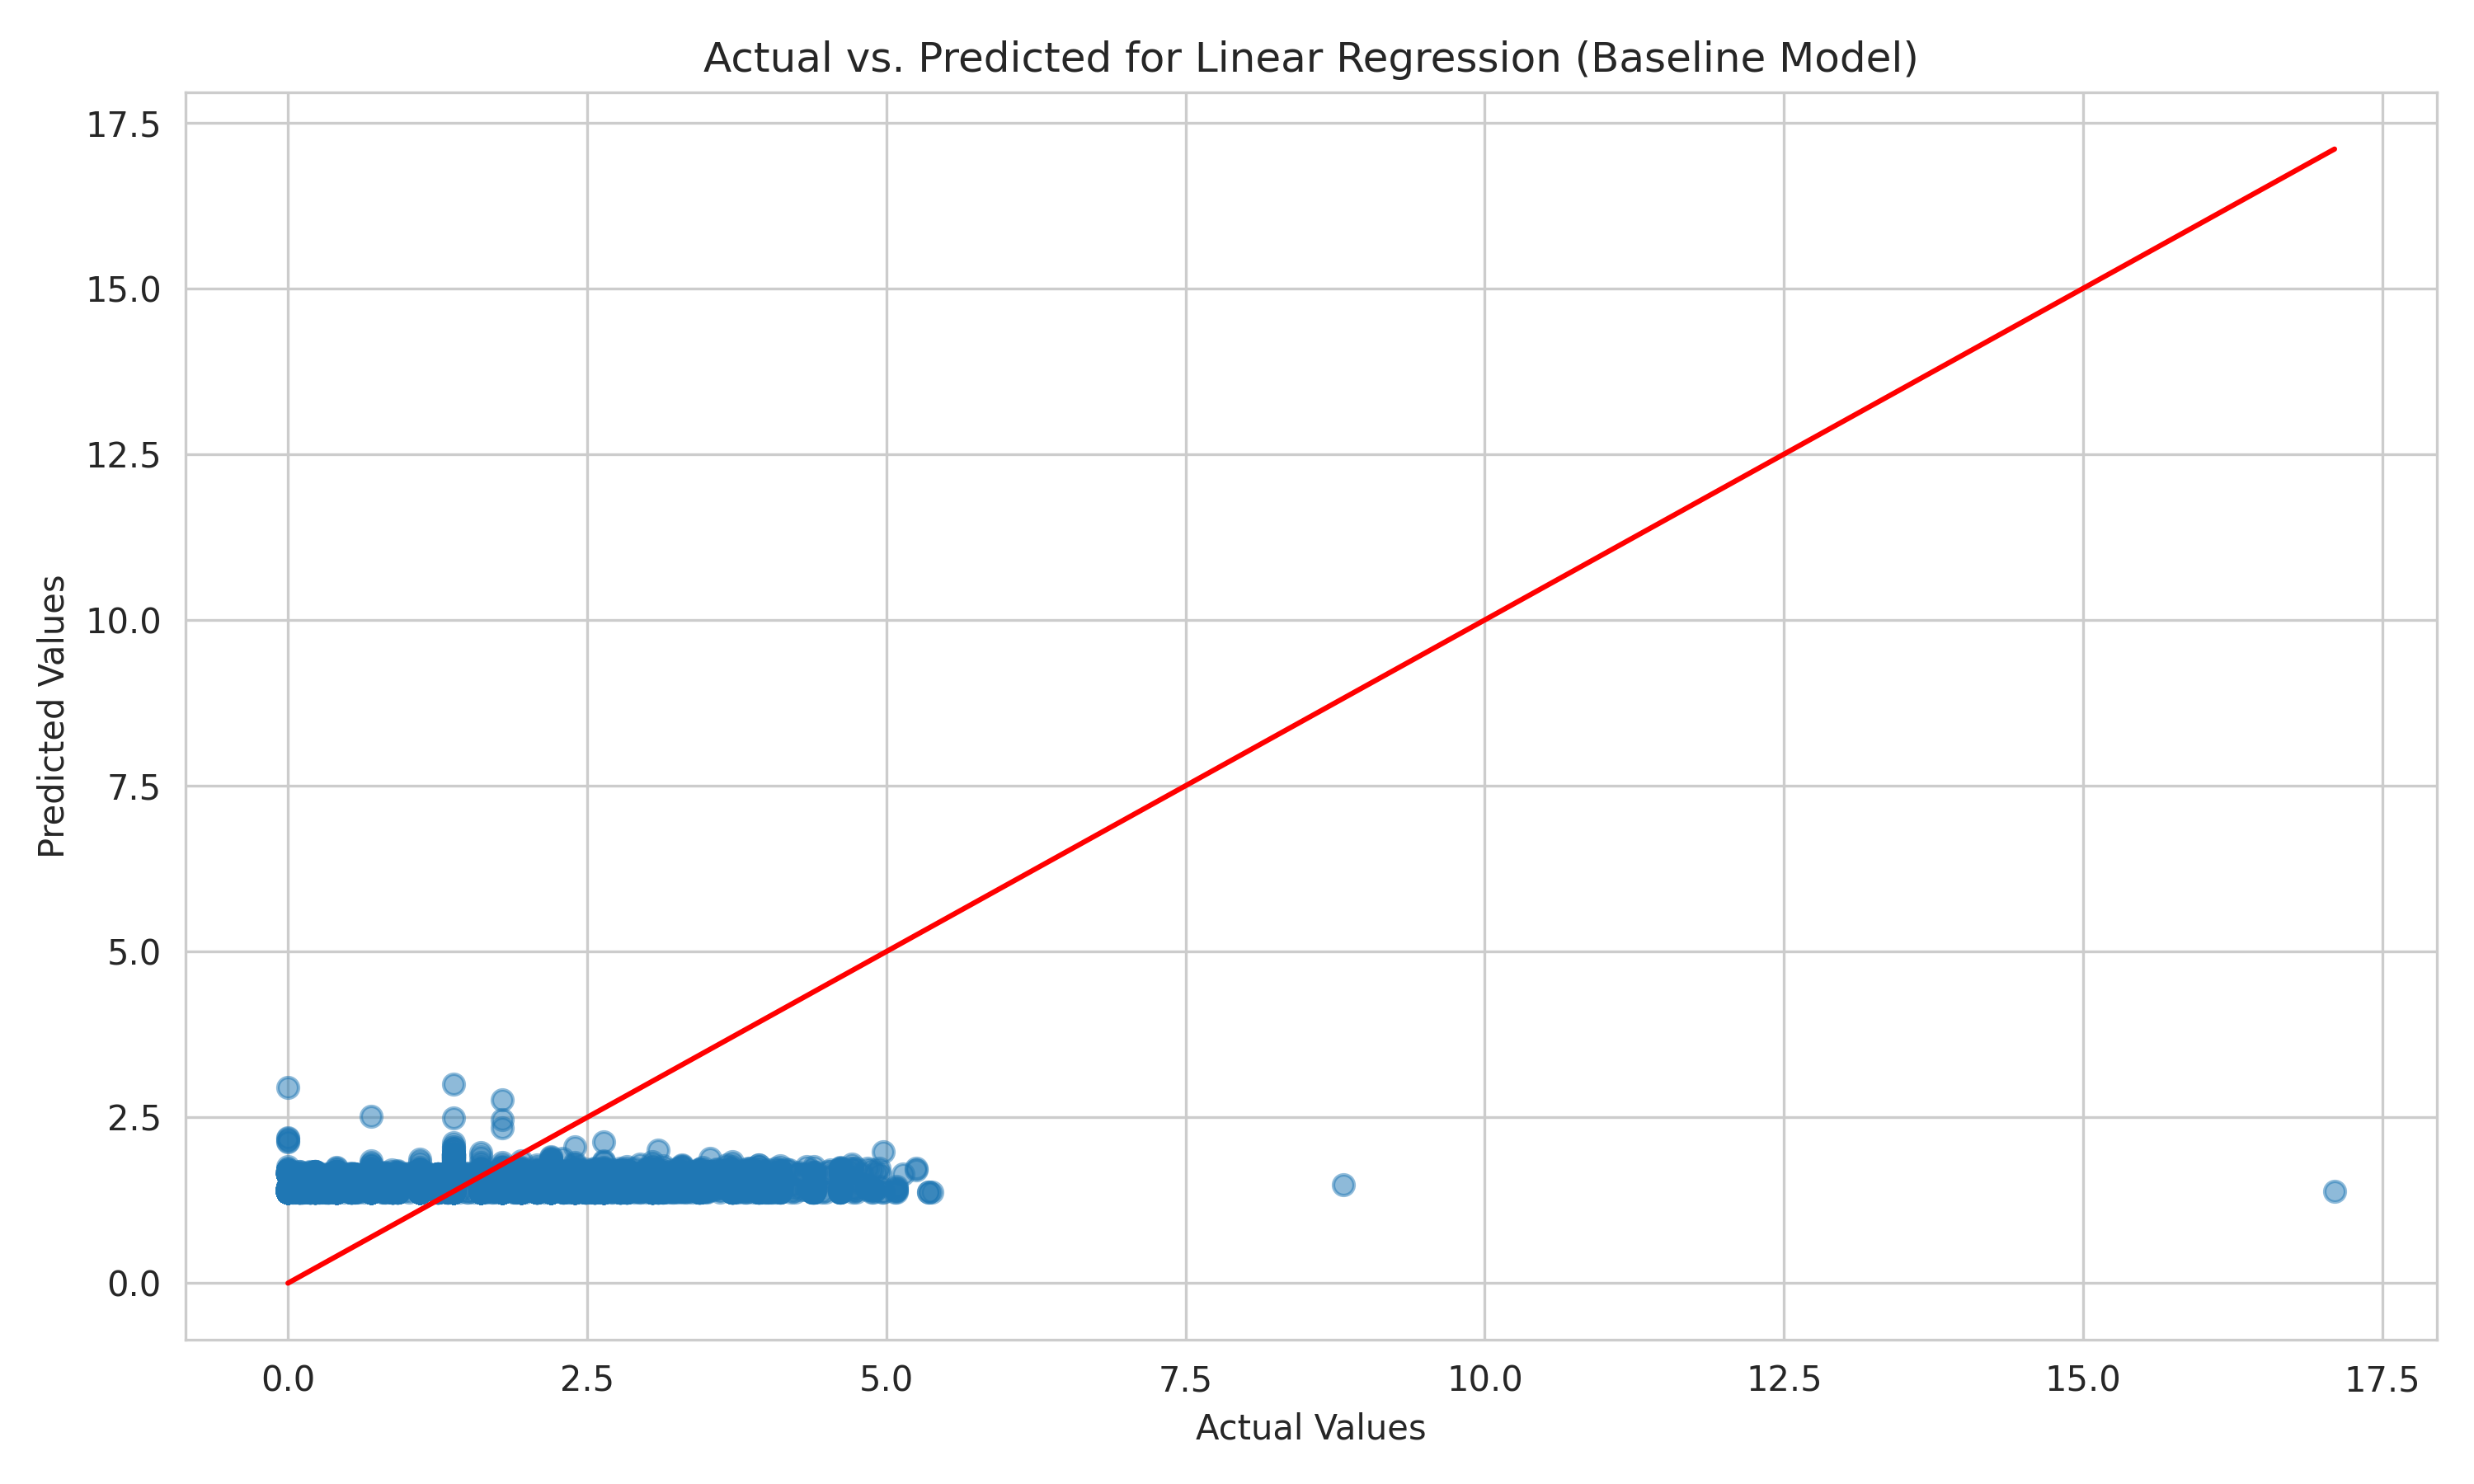 Actual vs. Predicted for Linear Regression (Baseline Model)
17.5
15.0
12.5
10.0
7.5
5.0
2.5
0.0
Predicted Values
0.0 2.5 5.0 7.5 10.0 12.5 15.0 17.5
Actual Values